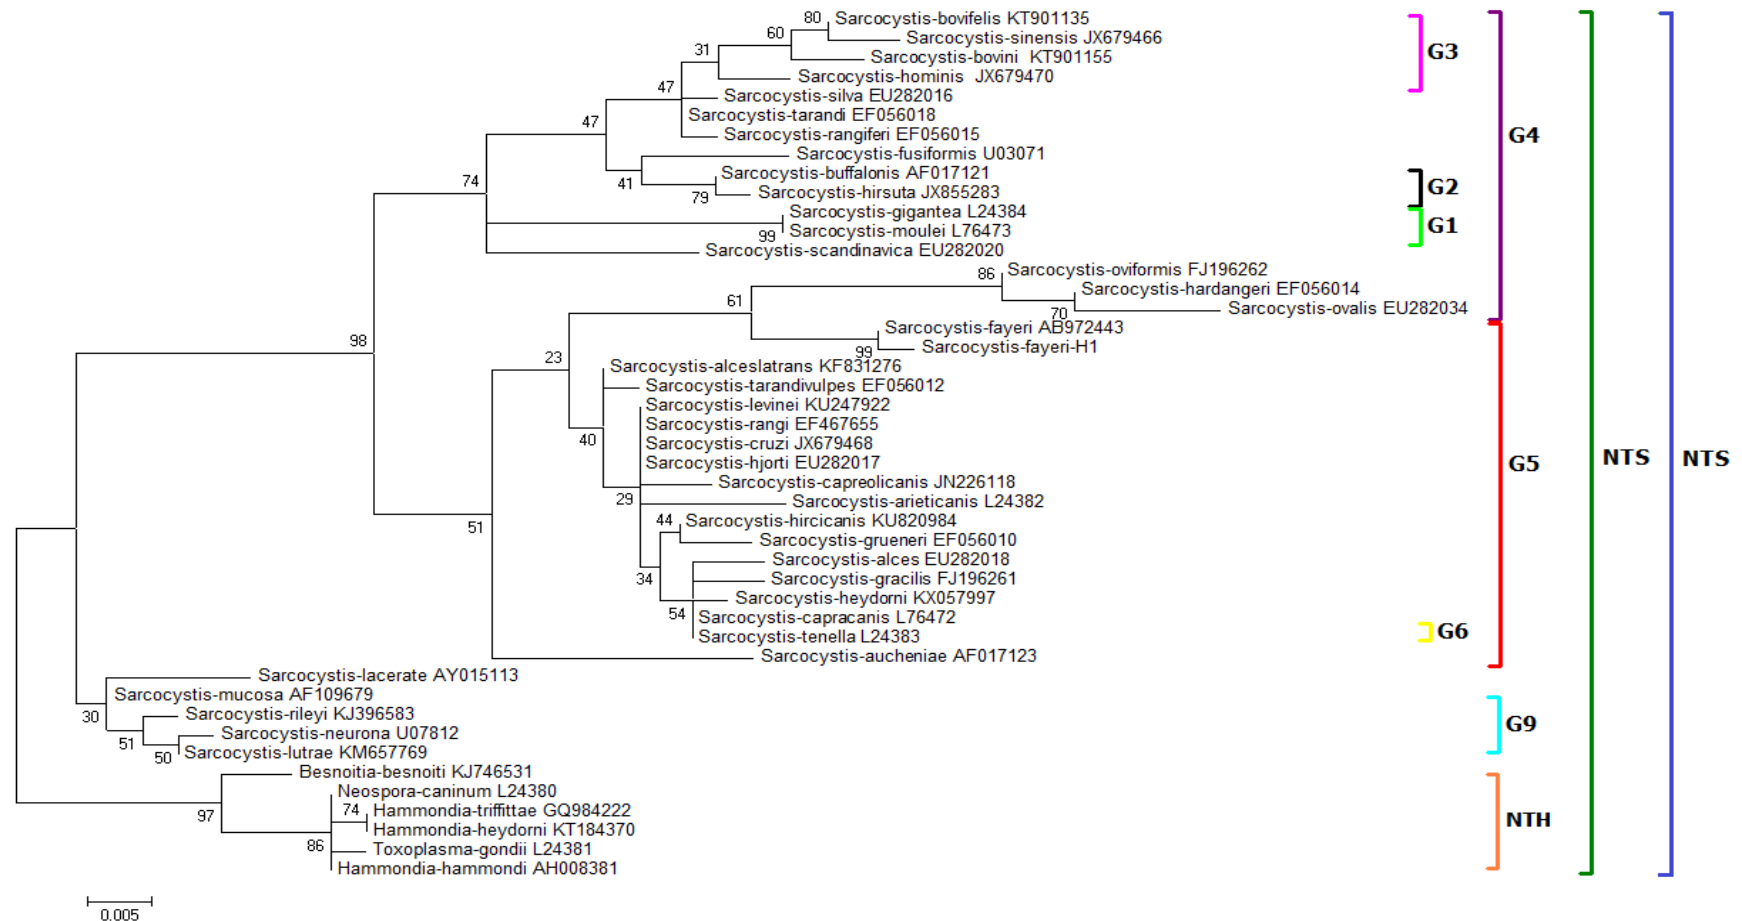 80
Sarcocystis-bovifelis KT901135
60
Sarcocystis-sinensis JX679466
31
Sarcocystis-bovini KT901155
G3
Sarcocystis-hominis JX679470
47
Sarcocystis-silva EU282016
Sarcocystis-tarandi EF056018
47
Sarcocystis-rangiferi EF056015
G4
Sarcocystis-fusiformis U03071
Sarcocystis-buffalonis AF017121
41
74
G2
79
Sarcocystis-hirsuta JX855283
Sarcocystis-gigantea L24384
G1
99
Sarcocystis-moulei L76473
Sarcocystis-scandinavica EU282020
86
Sarcocystis-oviformis FJ196262
Sarcocystis-hardangeri EF056014
61
70
Sarcocystis-ovalis EU282034
Sarcocystis-fayeri AB972443
98
99
Sarcocystis-fayeri-H1
23
Sarcocystis-alceslatrans KF831276
Sarcocystis-tarandivulpes EF056012
Sarcocystis-levinei KU247922
Sarcocystis-rangi EF467655
40
Sarcocystis-cruzi JX679468
Sarcocystis-hjorti EU282017
G5
NTS
NTS
Sarcocystis-capreolicanis JN226118
29
Sarcocystis-arieticanis L24382
51
44
Sarcocystis-hircicanis KU820984
Sarcocystis-grueneri EF056010
Sarcocystis-alces EU282018
34
Sarcocystis-gracilis FJ196261
Sarcocystis-heydorni KX057997
54
Sarcocystis-capracanis L76472
Sarcocystis-tenella L24383
G6
Sarcocystis-aucheniae AF017123
Sarcocystis-lacerate AY015113
Sarcocystis-mucosa AF109679
30
Sarcocystis-rileyi KJ396583
51
Sarcocystis-neurona U07812
G9
50
Sarcocystis-lutrae KM657769
Besnoitia-besnoiti KJ746531
Neospora-caninum L24380
97
74
Hammondia-triffittae GQ984222
Hammondia-heydorni KT184370
NTH
86
Toxoplasma-gondii L24381
Hammondia-hammondi AH008381
0.005